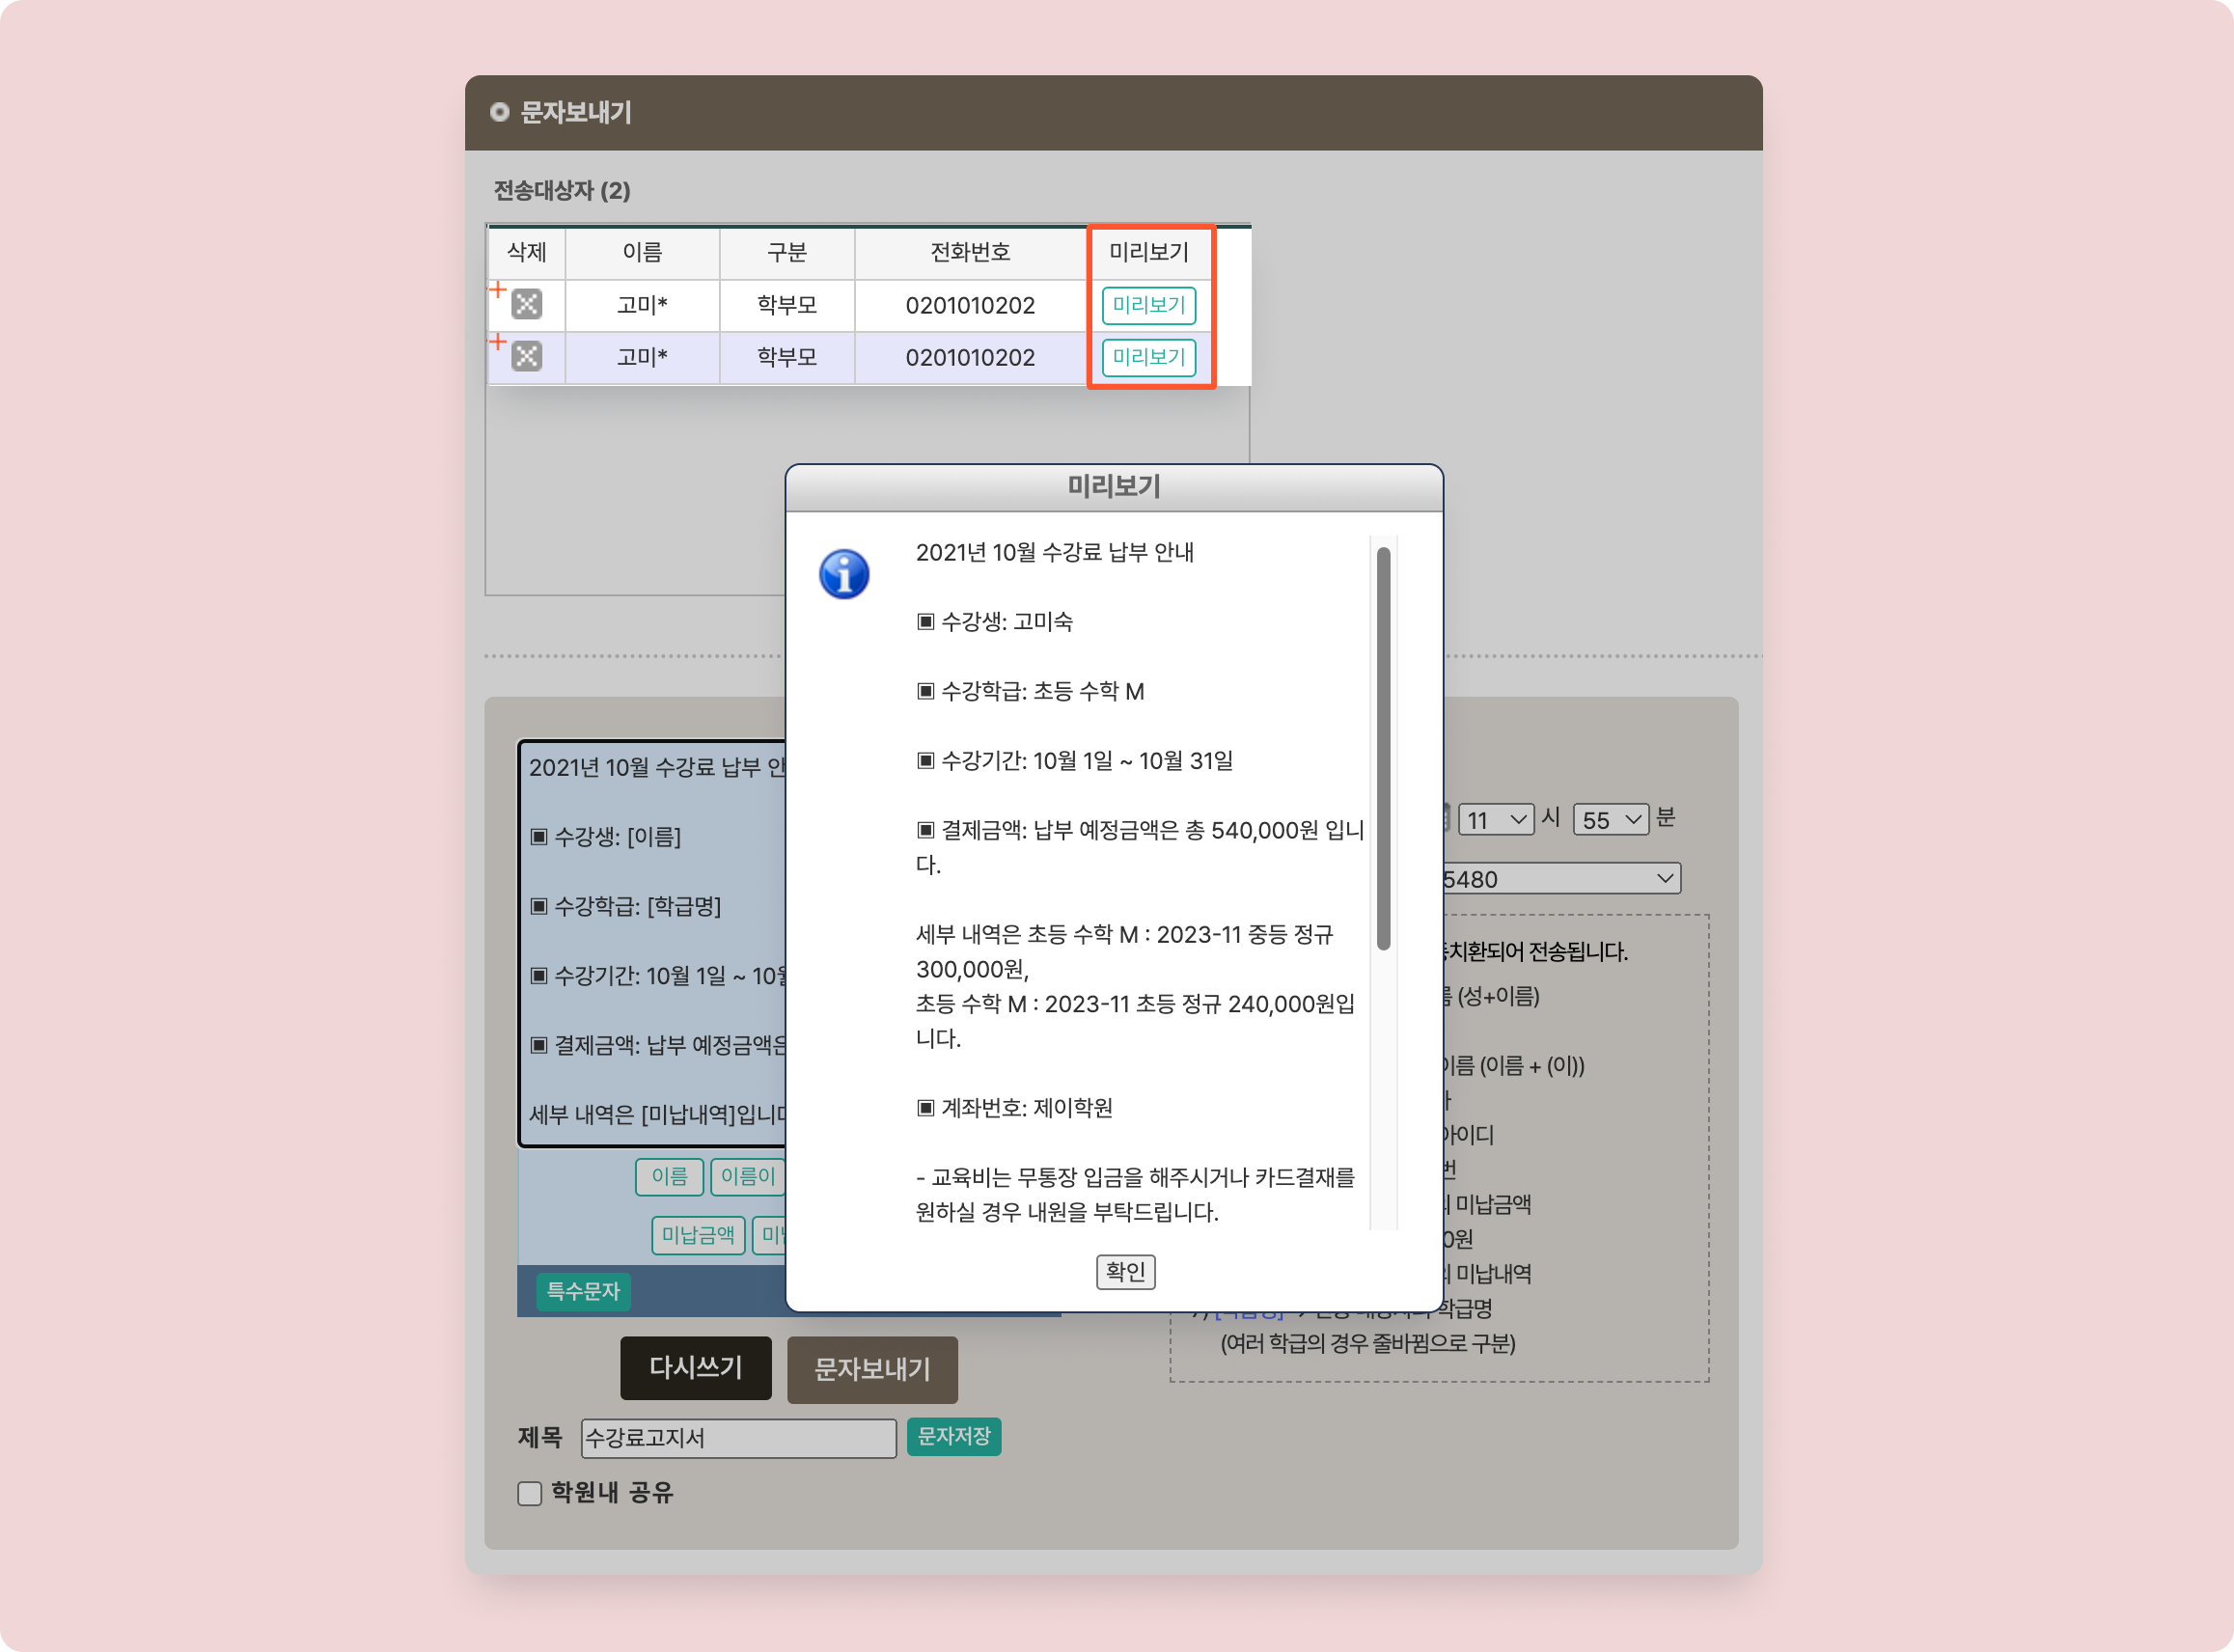 문자보내기
전송대상자 (2)
삭제 이름 구분 전화번호 미리보기
고미* 학부모 0201010202 미리보기
고미* 학부모 0201010202 미리보기
미리보기
2021년 10월 수강료 납부 안내
▣ 수강생: 고미숙
▣ 수강학급: 초등 수학 M
▣ 수강기간: 10월 1일 ~ 10월 31일
▣ 결제금액: 납부 예정금액은 총 540,000원 입니
다.
세부 내역은 초등 수학 M : 2023-11 중등 정규
300,000원,
초등 수학 M : 2023-11 초등 정규 240,000원입
니다.
▣ 계좌번호: 제이학원
- 교육비는 무통장 입금을 해주시거나 카드결재를
원하실 경우 내원을 부탁드립니다.
확인
2021년 10월 수강료 납부
▣ 수강생: [이름]
▣ 수강학급: [학급명]
▣ 수강기간: 10월 1일 ~
▣ 결제금액: 납부 예정금액은
세부 내역은 [미납내역]입니다
이름 이름이
미납금액
특수문자
다시쓰기 문자보내기
제목 수강료고지서 문자저장
학원내 공유
11 시 55 분
5480
치환되어 전송됩니다.
(성+이름)
이름 (이름 + (이))
아이디
번
미납금액
0원
미납내역
학급명
(여러 학급의 경우 줄바뀜으로 구분)